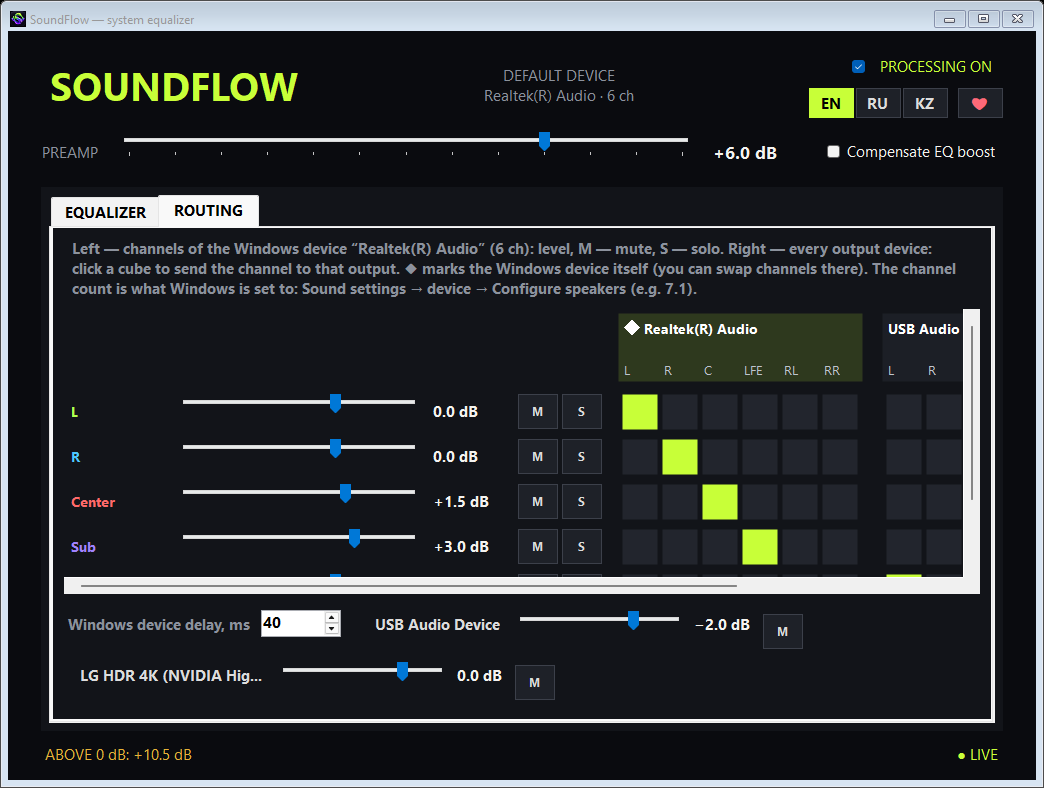 SoundFlow — system equalizer
SOUNDFLOW
DEFAULT DEVICE
Realtek(R) Audio · 6 ch
PROCESSING ON
EN RU KZ
PREAMP
+6.0 dB
Compensate EQ boost
EQUALIZER ROUTING
Left — channels of the Windows device “Realtek(R) Audio” (6 ch): level, M — mute, S — solo. Right — every output device:
click a cube to send the channel to that output. ◆ marks the Windows device itself (you can swap channels there). The channel
count is what Windows is set to: Sound settings → device → Configure speakers (e.g. 7.1).
◆ Realtek(R) Audio USB Audio
L R C LFE RL RR L R
L 0.0 dB M S
R 0.0 dB M S
Center +1.5 dB M S
Sub +3.0 dB M S
Windows device delay, ms 40 USB Audio Device −2.0 dB M
LG HDR 4K (NVIDIA Hig... 0.0 dB M
ABOVE 0 dB: +10.5 dB
● LIVE